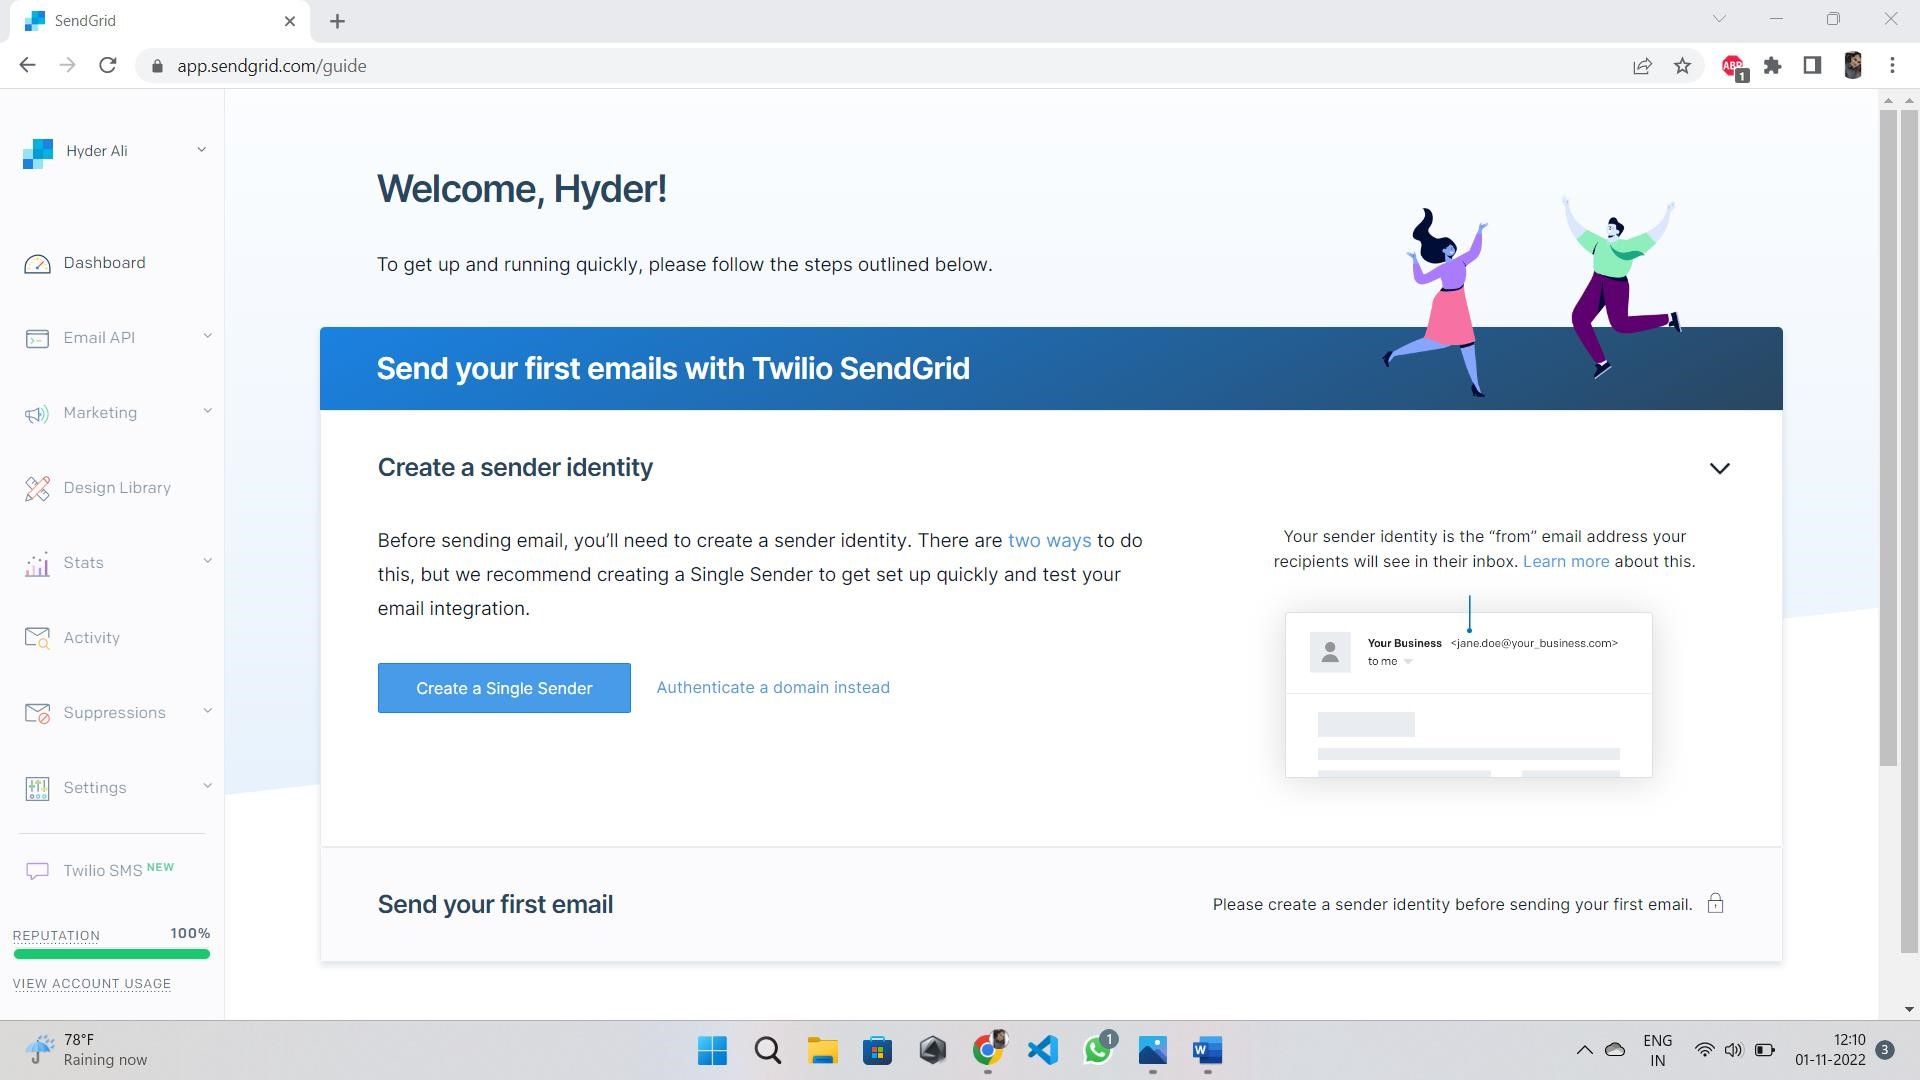 SendGrid
app.sendgrid.com/guide
ABP
1
Hyder Ali
Dashboard
Email API
Marketing
Design Library
Stats
Activity
Suppressions
Settings
Twilio SMS NEW
REPUTATION 100%
VIEW ACCOUNT USAGE
Welcome, Hyder!
To get up and running quickly, please follow the steps outlined below.
Send your first emails with Twilio SendGrid
Create a sender identity
Before sending email, you’ll need to create a sender identity. There are two ways to do
this, but we recommend creating a Single Sender to get set up quickly and test your
email integration.
Create a Single Sender Authenticate a domain instead
Your sender identity is the “from” email address your
recipients will see in their inbox. Learn more about this.
Your Business <jane.doe@your_business.com>
to me
Send your first email
Please create a sender identity before sending your first email.
78°F
Raining now
1
W
ENG
IN
12:10
01-11-2022
3